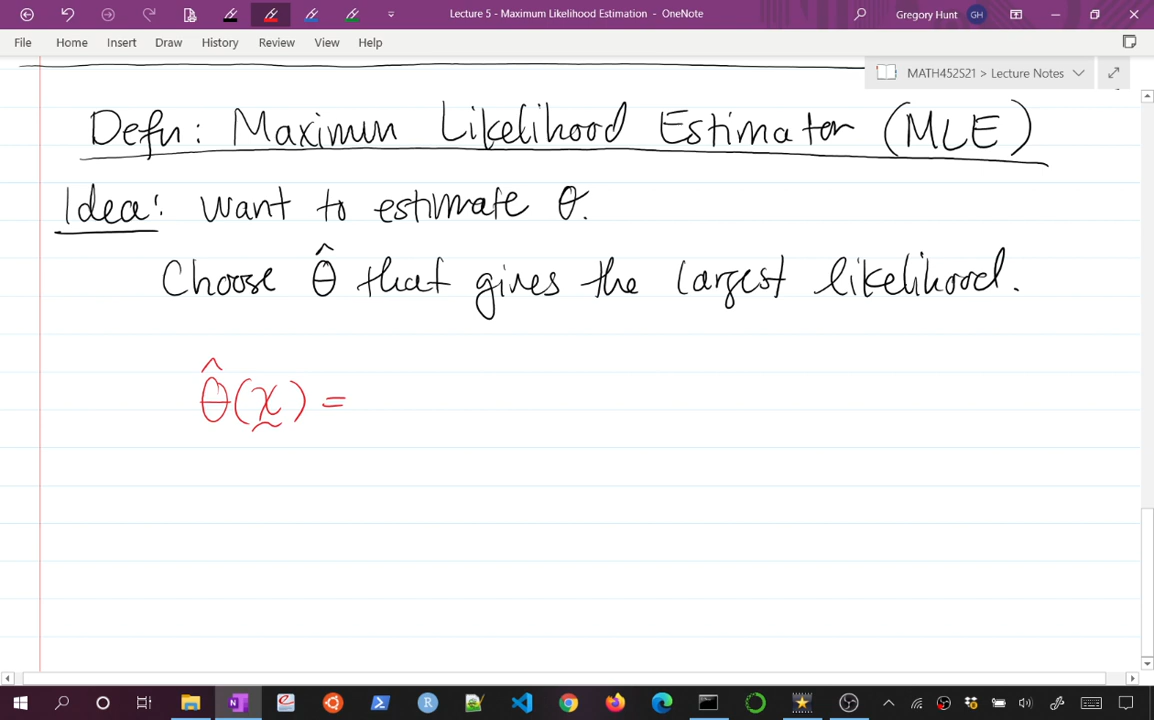 Lecture 5 - Maximum Likelihood Estimation - OneNote
Gregory Hunt GH
File Home Insert Draw History Review View Help
MATH452S21 > Lecture Notes
Defn: Maximum Likelihood Estimator (MLE)
Idea: Want to estimate θ.
Choose θ̂ that gives the largest likelihood.
θ̂(x̰) =